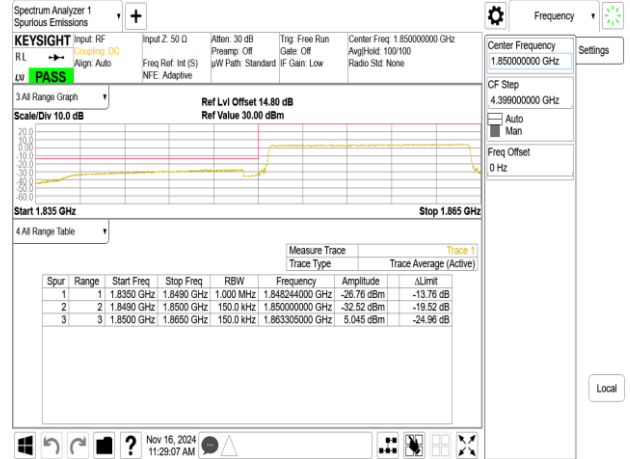 Spectrum Analyzer 1
Spurious Emissions
Frequency
KEYSIGHT
Input: RF
Coupling: DC
Align: Auto
Input Z: 50 Ω
Freq Ref: Int (S)
NFE: Adaptive
Atten: 30 dB
Preamp: Off
µW Path: Standard
Trig: Free Run
Gate: Off
IF Gain: Low
Center Freq: 1.850000000 GHz
Avg|Hold: 100/100
Radio Std: None
RL
LXI
PASS
Center Frequency
1.850000000 GHz
Settings
CF Step
4.399000000 GHz
Auto
Man
Freq Offset
0 Hz
3 All Range Graph
Scale/Div 10.0 dB
Ref Lvl Offset 14.80 dB
Ref Value 30.00 dBm
20.0
10.0
0.00
-10.0
-20.0
-30.0
-40.0
-50.0
-60.0
Start 1.835 GHz
Stop 1.865 GHz
4 All Range Table
Measure Trace Trace 1
Trace Type Trace Average (Active)
Spur Range Start Freq Stop Freq RBW Frequency Amplitude ΔLimit
1 1 1.8350 GHz 1.8490 GHz 1.000 MHz 1.848244000 GHz -26.76 dBm -13.76 dB
2 2 1.8490 GHz 1.8500 GHz 150.0 kHz 1.850000000 GHz -32.52 dBm -19.52 dB
3 3 1.8500 GHz 1.8650 GHz 150.0 kHz 1.863305000 GHz 5.045 dBm -24.96 dB
Local
Nov 16, 2024
11:29:07 AM